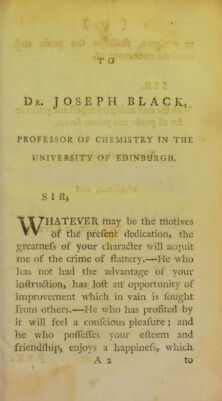 TO
DR. JOSEPH BLACK,
PROFESSOR OF CHEMISTRY IN THE
UNIVERSITY OF EDINBURGH.
SIR,
WHATEVER may be the motives
of the preſent dedication, the
greatneſs of your character will acquit
me of the crime of flattery.—He who
has not had the advantage of your
inſtruction, has loſt an opportunity of
improvement which in vain is ſought
from others.—He who has profited by
it will feel a conſcious pleaſure; and
he who poſſeſſes your eſteem and
friendſhip, enjoys a happineſs, which
A 2 to